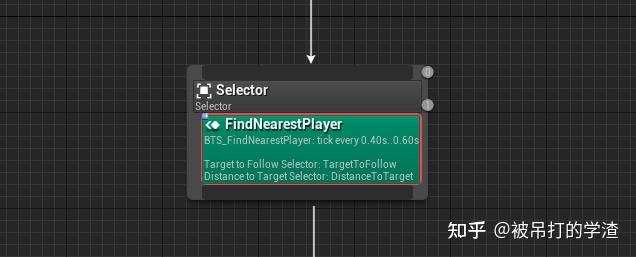 Selector
Selector
FindNearestPlayer
BTS_FindNearestPlayer: tick every 0.40s..0.60s
Target to Follow Selector: TargetToFollow
Distance to Target Selector: DistanceToTarget
知乎 @被吊打的学渣